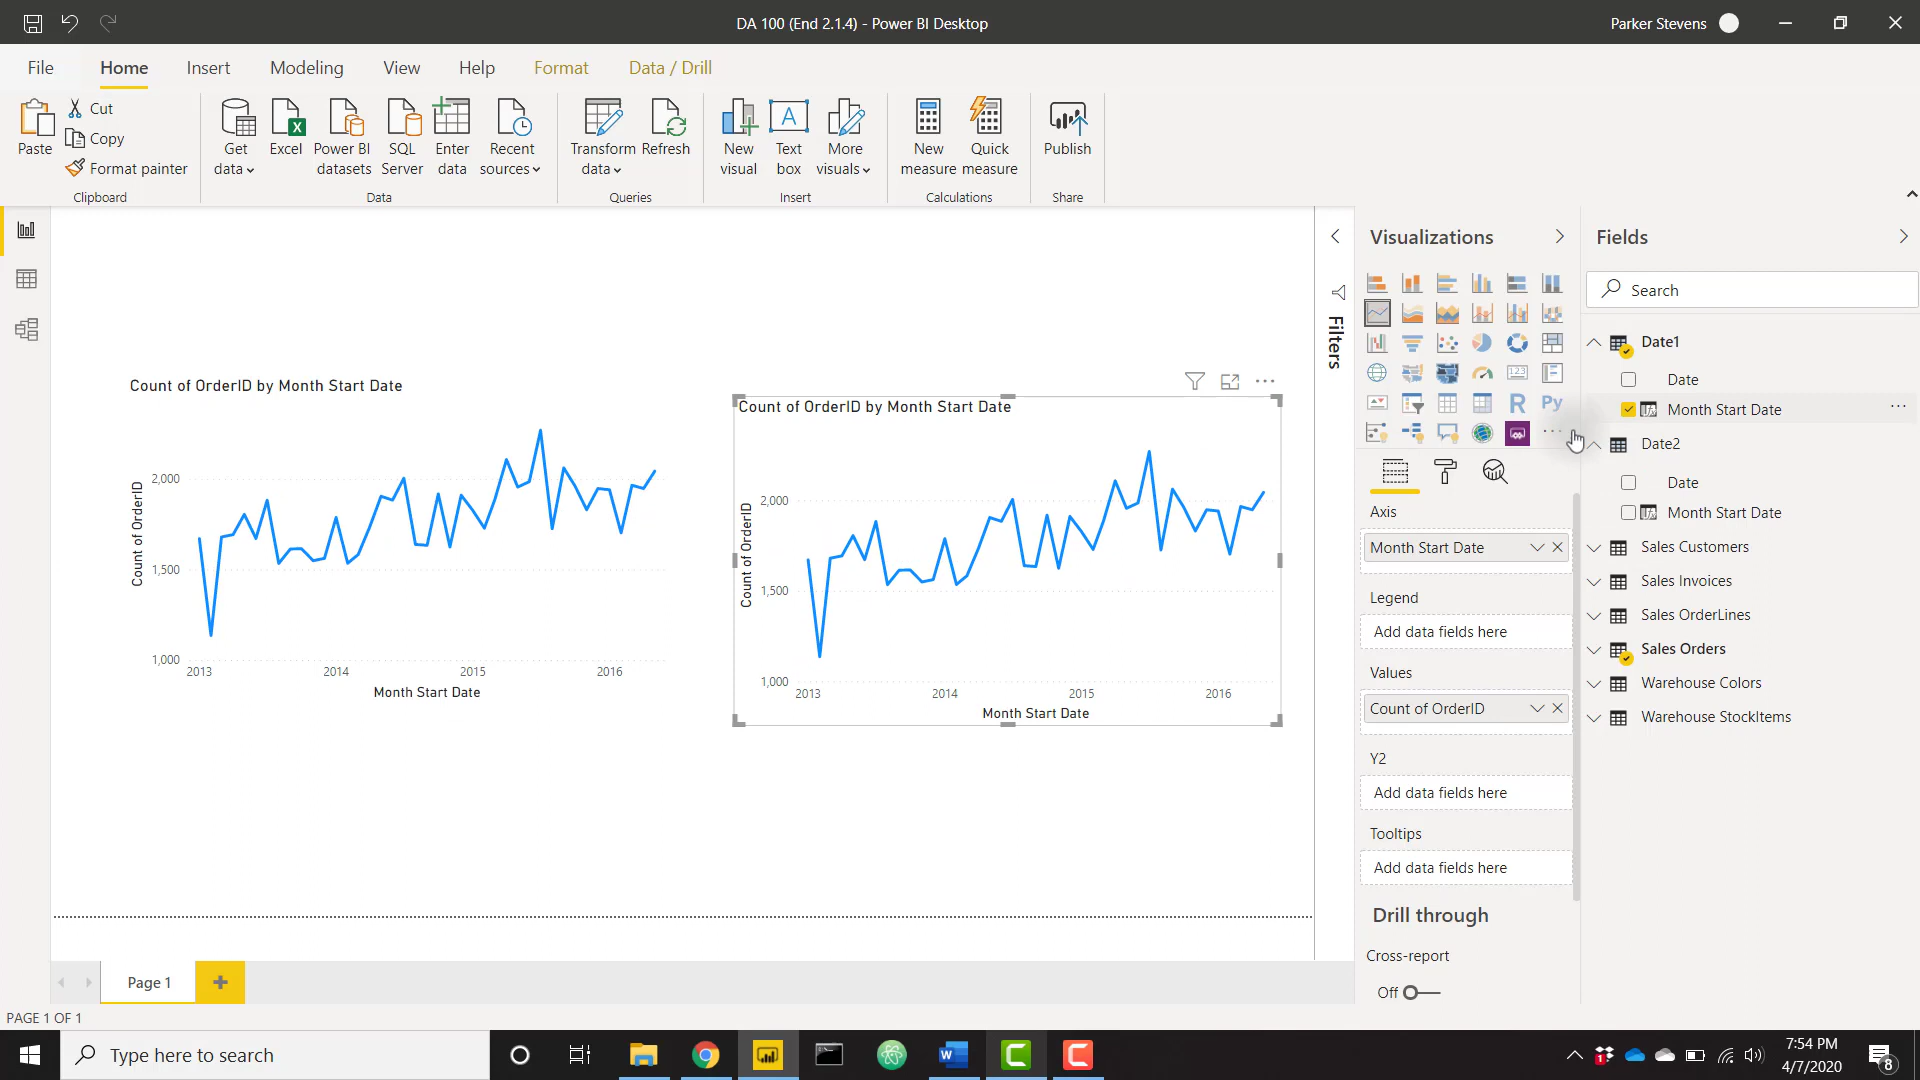 DA 100 (End 2.1.4) - Power BI Desktop
Parker Stevens
File Home Insert Modeling View Help Format Data / Drill
Paste
Cut
Copy
Format painter
Clipboard
Get data
Excel
Power BI datasets
SQL Server
Enter data
Recent sources
Data
Transform data
Refresh
Queries
New visual
Text box
More visuals
Insert
New measure
Quick measure
Calculations
Publish
Share
Count of OrderID by Month Start Date
Count of OrderID
2,000
1,500
1,000
2013 2014 2015 2016
Month Start Date
Count of OrderID by Month Start Date
Count of OrderID
2,000
1,500
1,000
2013 2014 2015 2016
Month Start Date
Filters
Visualizations
R
Py
123
Axis
Month Start Date
Legend
Add data fields here
Values
Count of OrderID
Y2
Add data fields here
Tooltips
Add data fields here
Drill through
Cross-report
Off
Fields
Search
Date1
Date
Month Start Date
Date2
Date
Month Start Date
Sales Customers
Sales Invoices
Sales OrderLines
Sales Orders
Warehouse Colors
Warehouse StockItems
Page 1
PAGE 1 OF 1
Type here to search
7:54 PM
4/7/2020
8